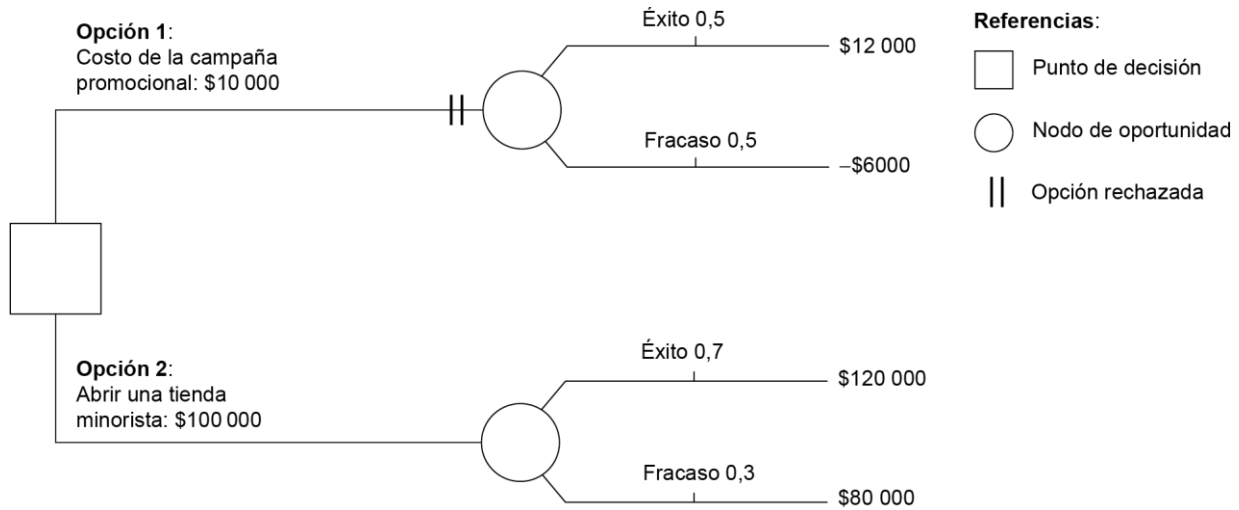 Opción 1:
Costo de la campaña
promocional: $10 000
Éxito 0,5
$12 000
Fracaso 0,5
–$6000
Opción 2:
Abrir una tienda
minorista: $100 000
Éxito 0,7
$120 000
Fracaso 0,3
$80 000
Referencias:
Punto de decisión
Nodo de oportunidad
Opción rechazada